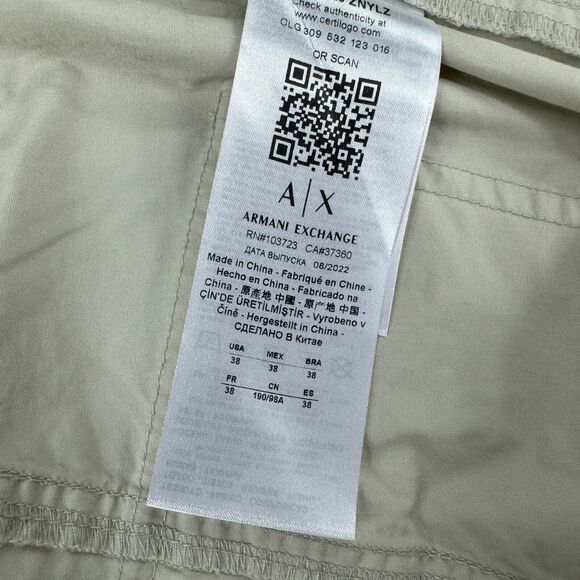 ZNYLZ
Check authenticity at
www.certilogo.com
CLG 309 532 123 016
OR SCAN
A|X
ARMANI EXCHANGE
RN#103723 CA#37360
ДАТА ВЫПУСКА 08/2022
Made in China - Fabriqué en Chine -
Hecho en China - Fabricado na
China - 原產地 中國 - 原产地 中国 -
ÇİN'DE ÜRETİLMİŞTİR - Vyrobeno v
Číně - Hergestellt in China -
СДЕЛАНО В Китае
USA MEX BRA
38 38 38
FR CN ES
38 190/98A 38